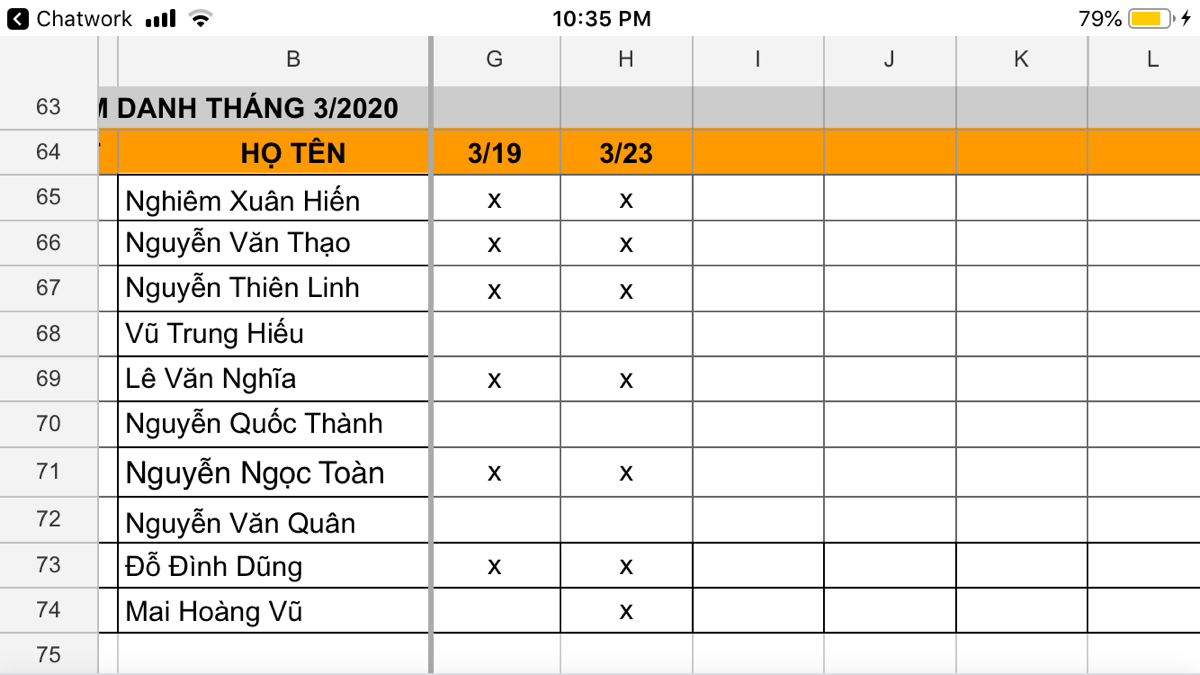 Chatwork 10:35 PM 79%
B G H I J K L
63 M DANH THÁNG 3/2020
64 HỌ TÊN 3/19 3/23
65 Nghiêm Xuân Hiến x x
66 Nguyễn Văn Thạo x x
67 Nguyễn Thiên Linh x x
68 Vũ Trung Hiếu
69 Lê Văn Nghĩa x x
70 Nguyễn Quốc Thành
71 Nguyễn Ngọc Toàn x x
72 Nguyễn Văn Quân
73 Đỗ Đình Dũng x x
74 Mai Hoàng Vũ x
75